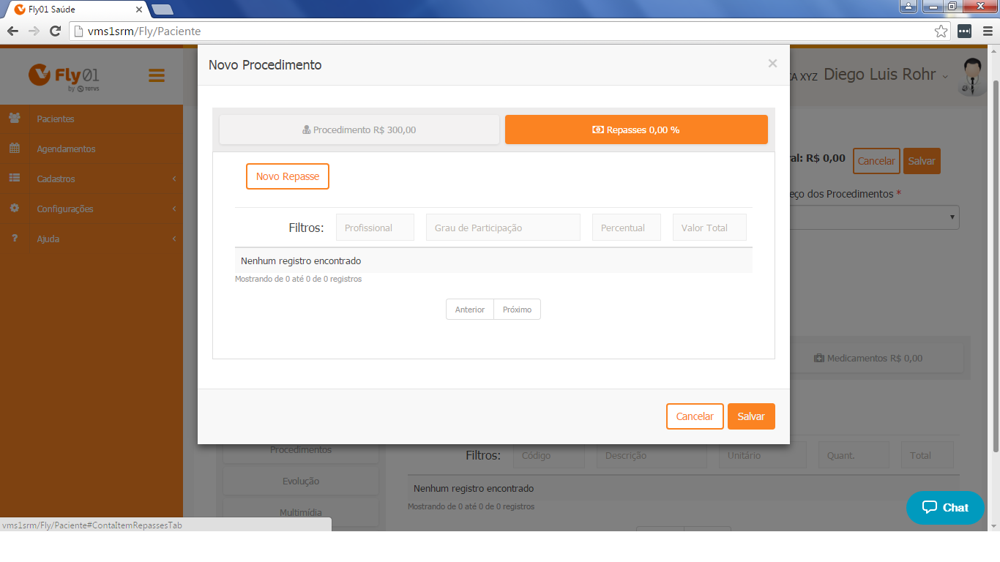 Fly01 Saúde
vms1srm/Fly/Paciente
Novo Procedimento
×
Fly01
by TOTVS
CA XYZ Diego Luis Rohr
Pacientes
Agendamentos
Cadastros
Configurações
Ajuda
Procedimento R$ 300,00
Repasses 0,00 %
al: R$ 0,00
Cancelar
Salvar
Novo Repasse
eço dos Procedimentos *
Filtros: Profissional Grau de Participação Percentual Valor Total
Nenhum registro encontrado
Mostrando de 0 até 0 de 0 registros
Anterior Próximo
Medicamentos R$ 0,00
Cancelar Salvar
Procedimentos
Evolução
Multimídia
Filtros: Código Descrição Unitário Quant. Total
Nenhum registro encontrado
Mostrando de 0 até 0 de 0 registros
Chat
vms1srm/Fly/Paciente#ContaItemRepassesTab